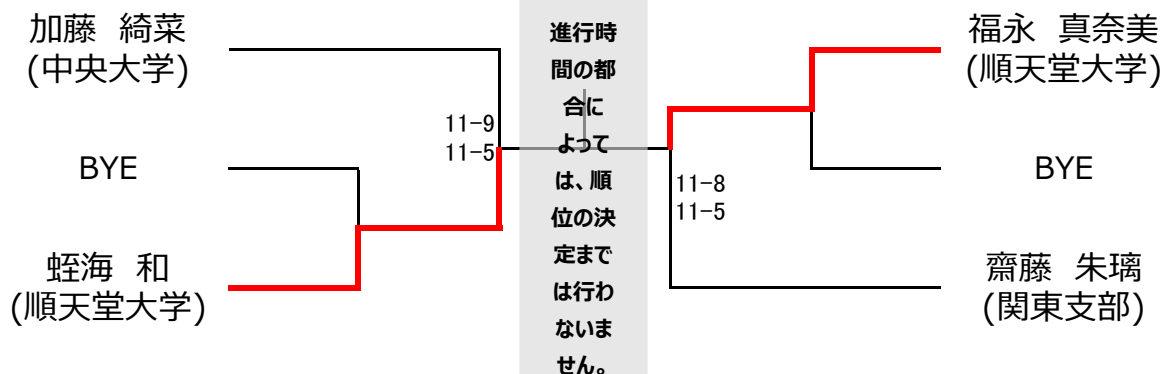 加藤　綺菜
(中央大学)
BYE
蛭海　和
(順天堂大学)
11-9
11-5
進行時
間の都
合に
よって
は、順
位の決
定まで
は行わ
ないま
せん。
11-8
11-5
福永　真奈美
(順天堂大学)
BYE
齋藤　朱璃
(関東支部)